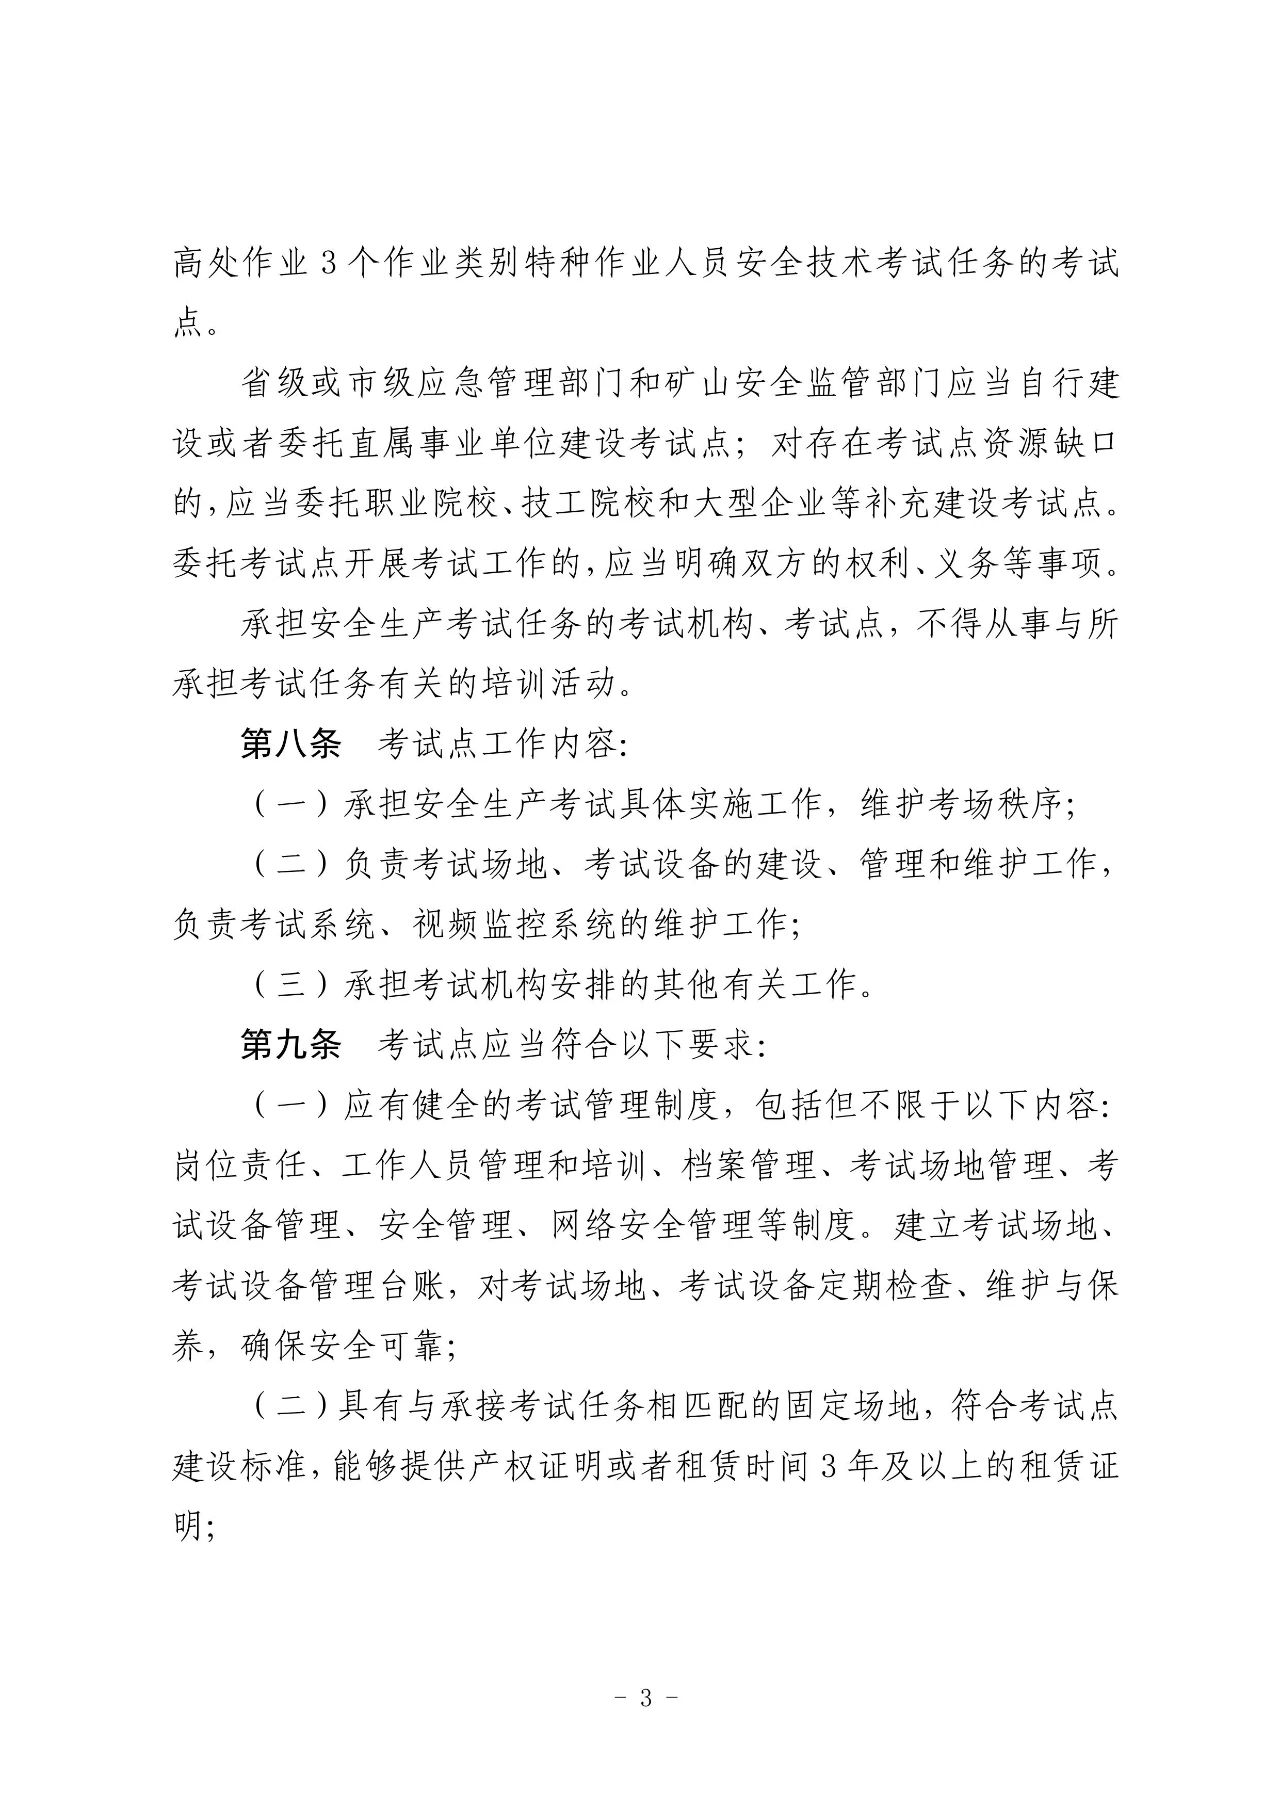 高处作业 3 个作业类别特种作业人员安全技术考试任务的考试
点。
省级或市级应急管理部门和矿山安全监管部门应当自行建
设或者委托直属事业单位建设考试点；对存在考试点资源缺口
的，应当委托职业院校、技工院校和大型企业等补充建设考试点。
委托考试点开展考试工作的，应当明确双方的权利、义务等事项。
承担安全生产考试任务的考试机构、考试点，不得从事与所
承担考试任务有关的培训活动。
第八条　考试点工作内容：
（一）承担安全生产考试具体实施工作，维护考场秩序；
（二）负责考试场地、考试设备的建设、管理和维护工作，
负责考试系统、视频监控系统的维护工作；
（三）承担考试机构安排的其他有关工作。
第九条　考试点应当符合以下要求：
（一）应有健全的考试管理制度，包括但不限于以下内容：
岗位责任、工作人员管理和培训、档案管理、考试场地管理、考
试设备管理、安全管理、网络安全管理等制度。建立考试场地、
考试设备管理台账，对考试场地、考试设备定期检查、维护与保
养，确保安全可靠；
（二）具有与承接考试任务相匹配的固定场地，符合考试点
建设标准，能够提供产权证明或者租赁时间 3 年及以上的租赁证
明；
- 3 -